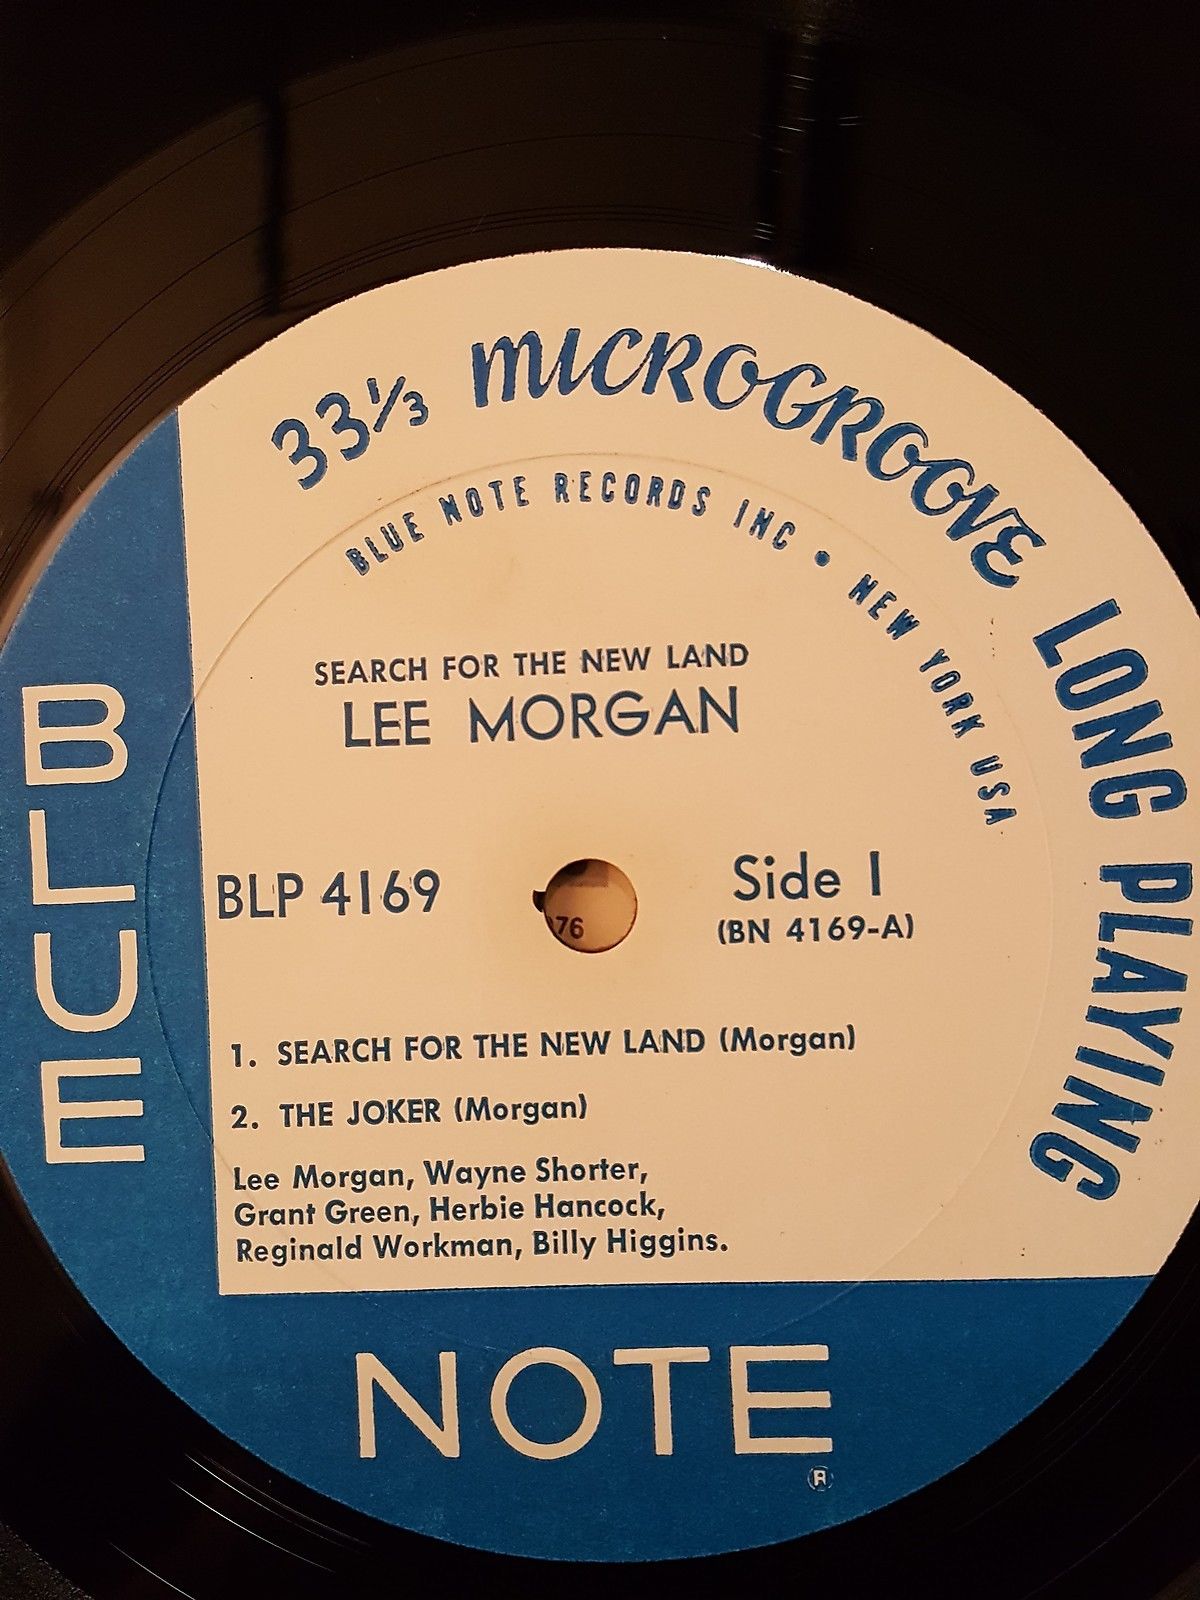 33⅓ MICROGROOVE LONG PLAYING
BLUE NOTE RECORDS INC • NEW YORK USA
SEARCH FOR THE NEW LAND
LEE MORGAN
BLP 4169
Side 1
(BN 4169-A)
76
1. SEARCH FOR THE NEW LAND (Morgan)
2. THE JOKER (Morgan)
Lee Morgan, Wayne Shorter,
Grant Green, Herbie Hancock,
Reginald Workman, Billy Higgins.
BLUE
NOTE
®